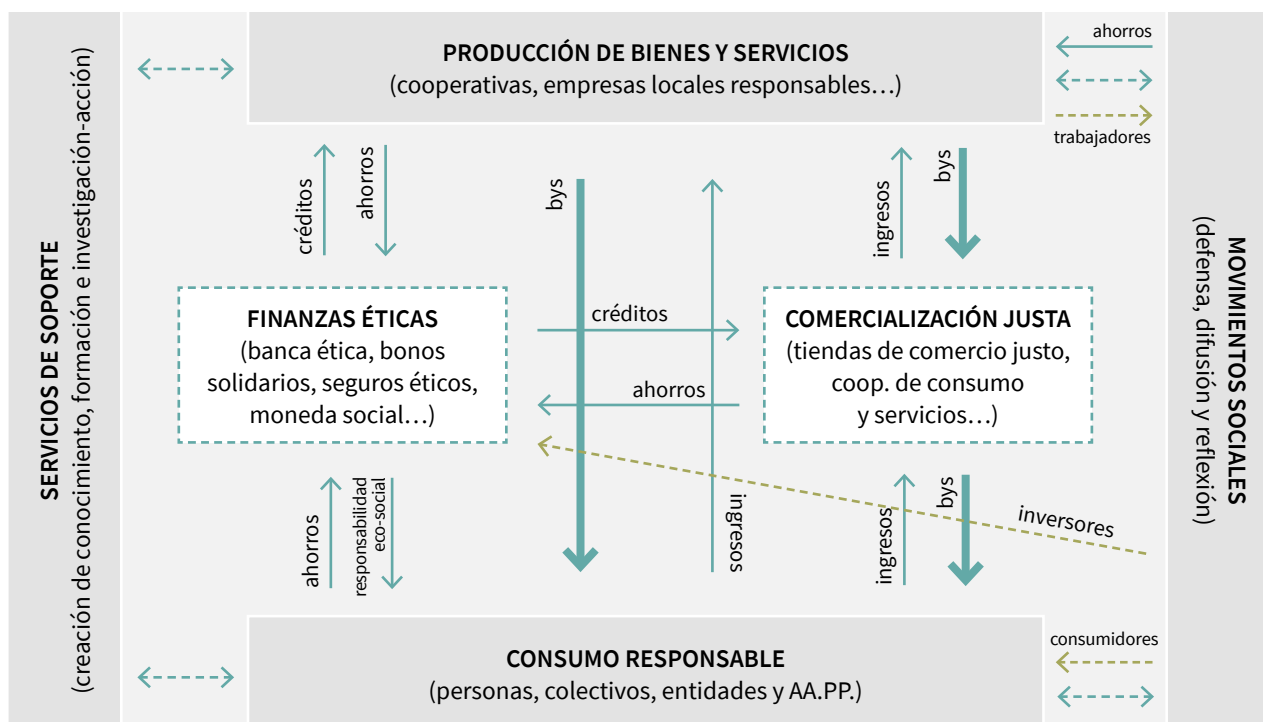 PRODUCCIÓN DE BIENES Y SERVICIOS
(cooperativas, empresas locales responsables…)
ahorros
trabajadores
SERVICIOS DE SOPORTE
(creación de conocimiento, formación e investigación-acción)
créditos
ahorros
bys
ingresos
bys
FINANZAS ÉTICAS
(banca ética, bonos
solidarios, seguros éticos,
moneda social…)
créditos
ahorros
COMERCIALIZACIÓN JUSTA
(tiendas de comercio justo,
coop. de consumo
y servicios…)
MOVIMIENTOS SOCIALES
(defensa, difusión y reflexión)
ahorros
responsabilidad
eco-social
ingresos
ingresos
bys
inversores
CONSUMO RESPONSABLE
(personas, colectivos, entidades y AA.PP.)
consumidores